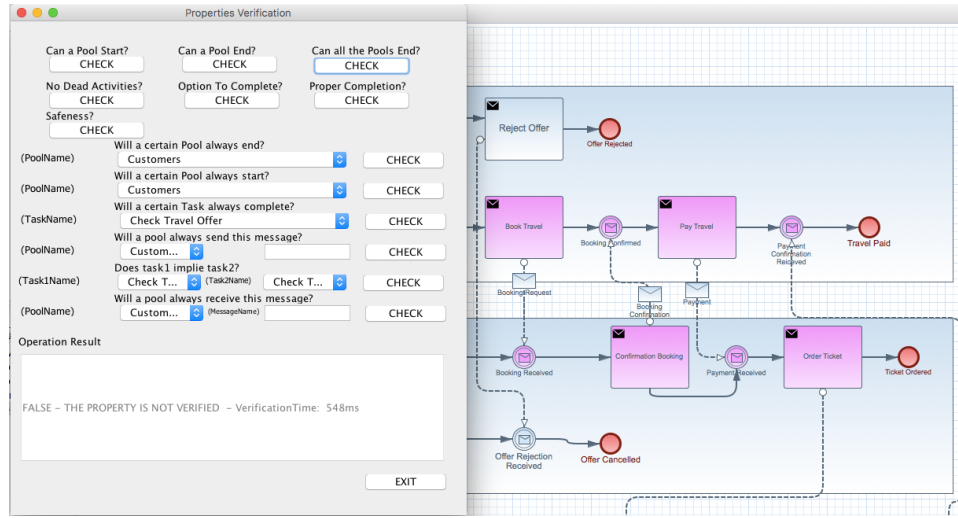 Properties Verification
Can a Pool Start?
Can a Pool End?
Can all the Pools End?
CHECK
CHECK
CHECK
No Dead Activities?
Option To Complete?
Proper Completion?
CHECK
CHECK
CHECK
Safeness?
CHECK
Will a certain Pool always end?
(PoolName)
Customers
CHECK
Will a certain Pool always start?
(PoolName)
Customers
CHECK
Will a certain Task always complete?
(TaskName)
Check Travel Offer
CHECK
Will a pool always send this message?
(PoolName)
Custom...
CHECK
Does task1 implie task2?
(Task1Name)
Check T...
(Task2Name)
Check T...
CHECK
Will a pool always receive this message?
(PoolName)
Custom...
(MessageName)
CHECK
Operation Result
FALSE – THE PROPERTY IS NOT VERIFIED – VerificationTime: 548ms
EXIT
Reject Offer
Offer Rejected
Book Travel
Booking Confirmed
Pay Travel
Payment
Confirmation
Reiceved
Travel Paid
Booking Request
Booking
Confirmation
Payment
Booking Received
Confirmation Booking
Payment Received
Order Ticket
Ticket Ordered
Offer Rejection
Received
Offer Cancelled